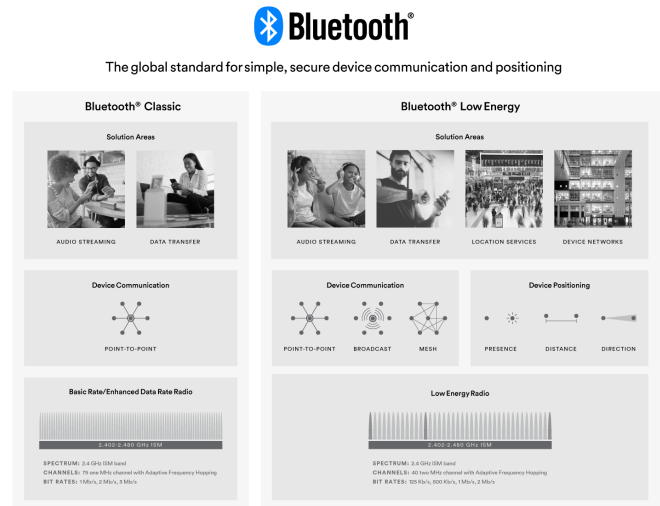 Bluetooth®
The global standard for simple, secure device communication and positioning
Bluetooth® Classic
Solution Areas
AUDIO STREAMING
DATA TRANSFER
Device Communication
POINT-TO-POINT
Basic Rate/Enhanced Data Rate Radio
2.402-2.480 GHz ISM
SPECTRUM: 2.4 GHz ISM band
CHANNELS: 79 one MHz channel with Adaptive Frequency Hopping
BIT RATES: 1 Mb/s, 2 Mb/s, 3 Mb/s
Bluetooth® Low Energy
Solution Areas
AUDIO STREAMING
DATA TRANSFER
LOCATION SERVICES
DEVICE NETWORKS
Device Communication
POINT-TO-POINT
BROADCAST
MESH
Device Positioning
PRESENCE
DISTANCE
DIRECTION
Low Energy Radio
2.402-2.480 GHz ISM
SPECTRUM: 2.4 GHz ISM band
CHANNELS: 40 two MHz channel with Adaptive Frequency Hopping
BIT RATES: 125 Kb/s, 500 Kb/s, 1 Mb/s, 2 Mb/s